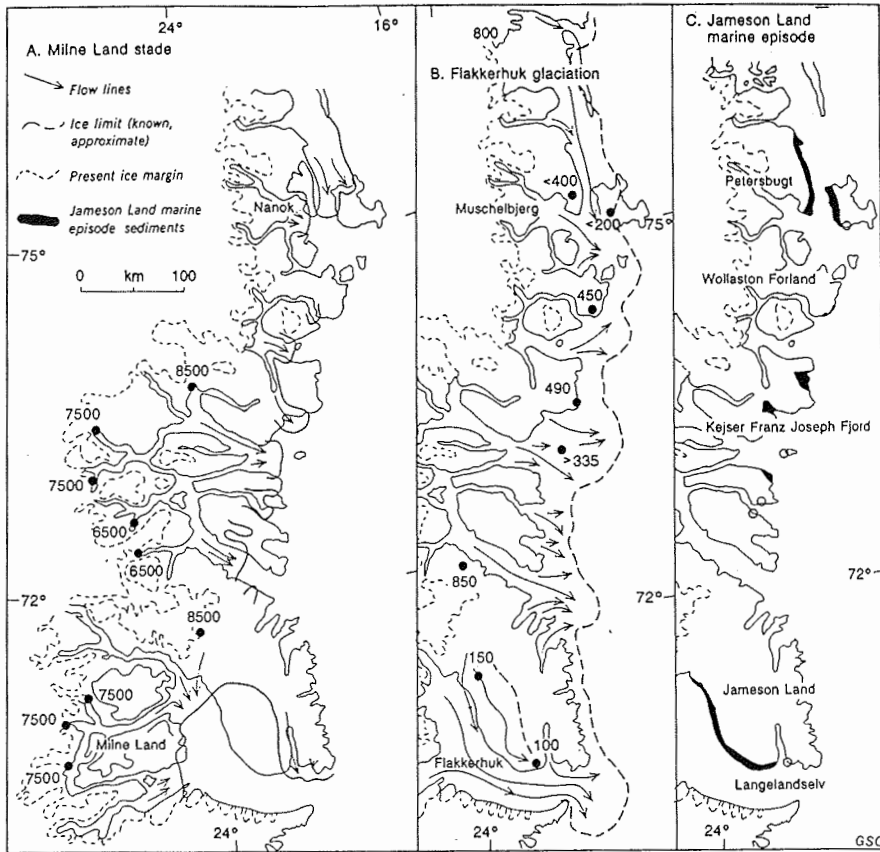 24°
16°
A. Milne Land stade
Flow lines
Ice limit (known,
approximate)
Present ice margin
Jameson Land marine
episode sediments
0 km 100
75°
Nanok
8500
7500
7500
6500
6500
72°
8500
7500
7500
Milne Land
7500
24°
800
B. Flakkerhuk glaciation
<400
Muschelbjerg
<200
75°
450
490
>335
850
72°
150
100
Flakkerhuk
24°
C. Jameson Land
marine episode
Petersbugt
Wollaston Forland
Kejser Franz Joseph Fjord
72°
Jameson Land
Langelandselv
24°
GSC